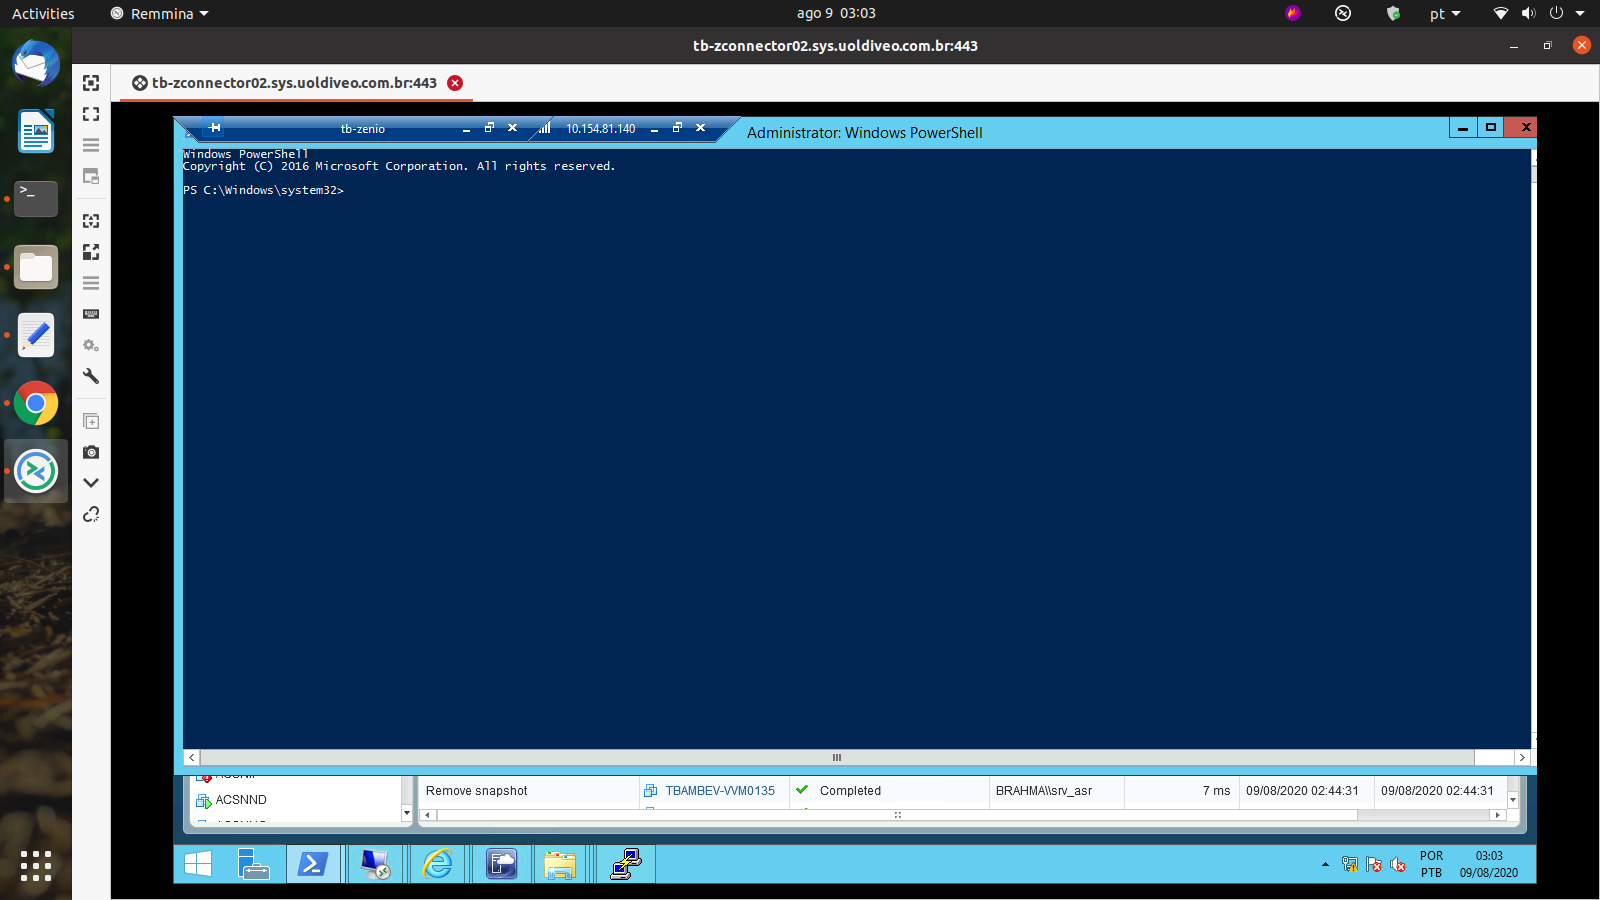 Activities
Remmina
ago 9 03:03
pt
tb-zconnector02.sys.uoldiveo.com.br:443
tb-zconnector02.sys.uoldiveo.com.br:443
tb-zenio
10.154.81.140
Administrator: Windows PowerShell
Windows PowerShell
Copyright (C) 2016 Microsoft Corporation. All rights reserved.
PS C:\Windows\system32>
Remove snapshot
TBAMBEV-VVM0135
Completed
BRAHMA\\srv_asr
7 ms
09/08/2020 02:44:31
09/08/2020 02:44:31
ACSNND
POR
PTB
03:03
09/08/2020